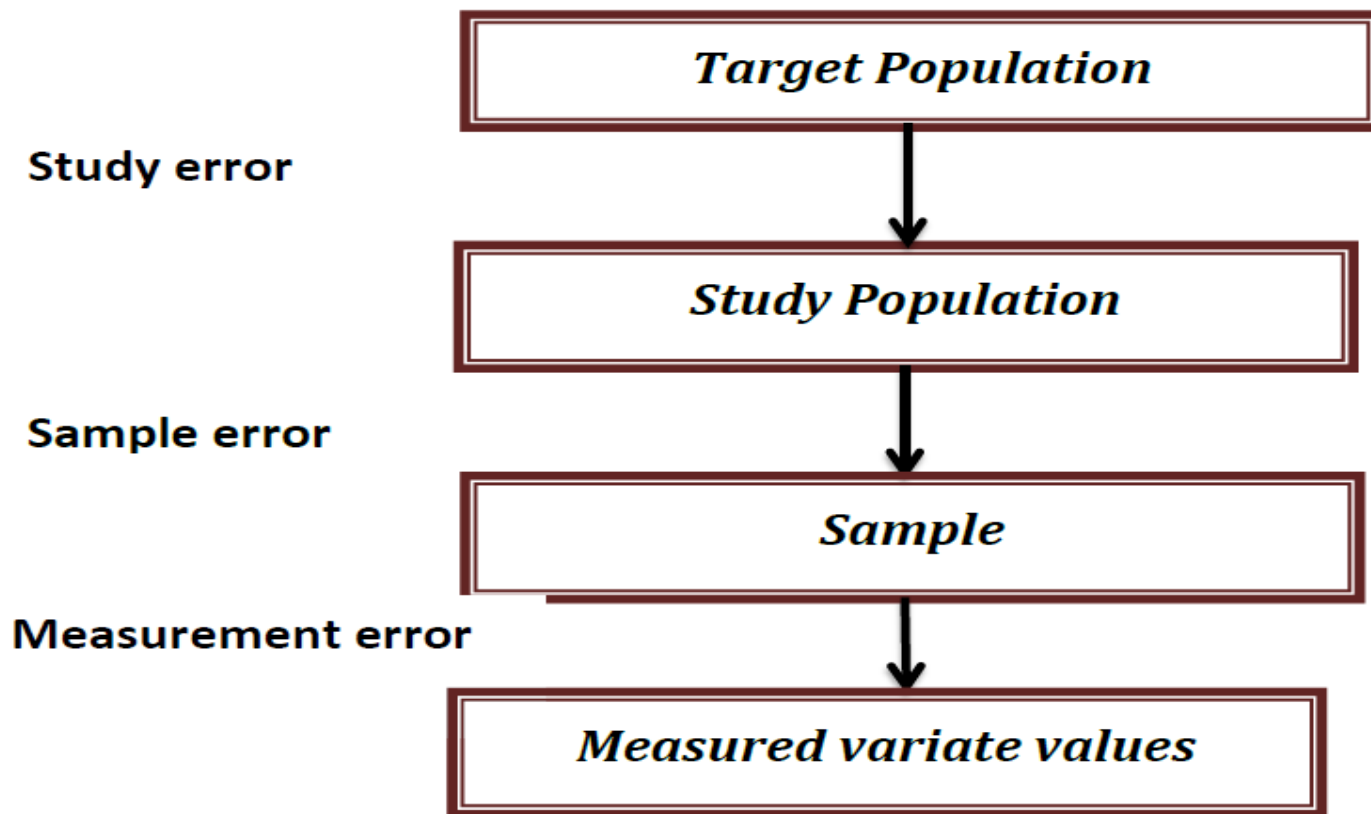 Target Population
Study error
Study Population
Sample error
Sample
Measurement error
Measured variate values